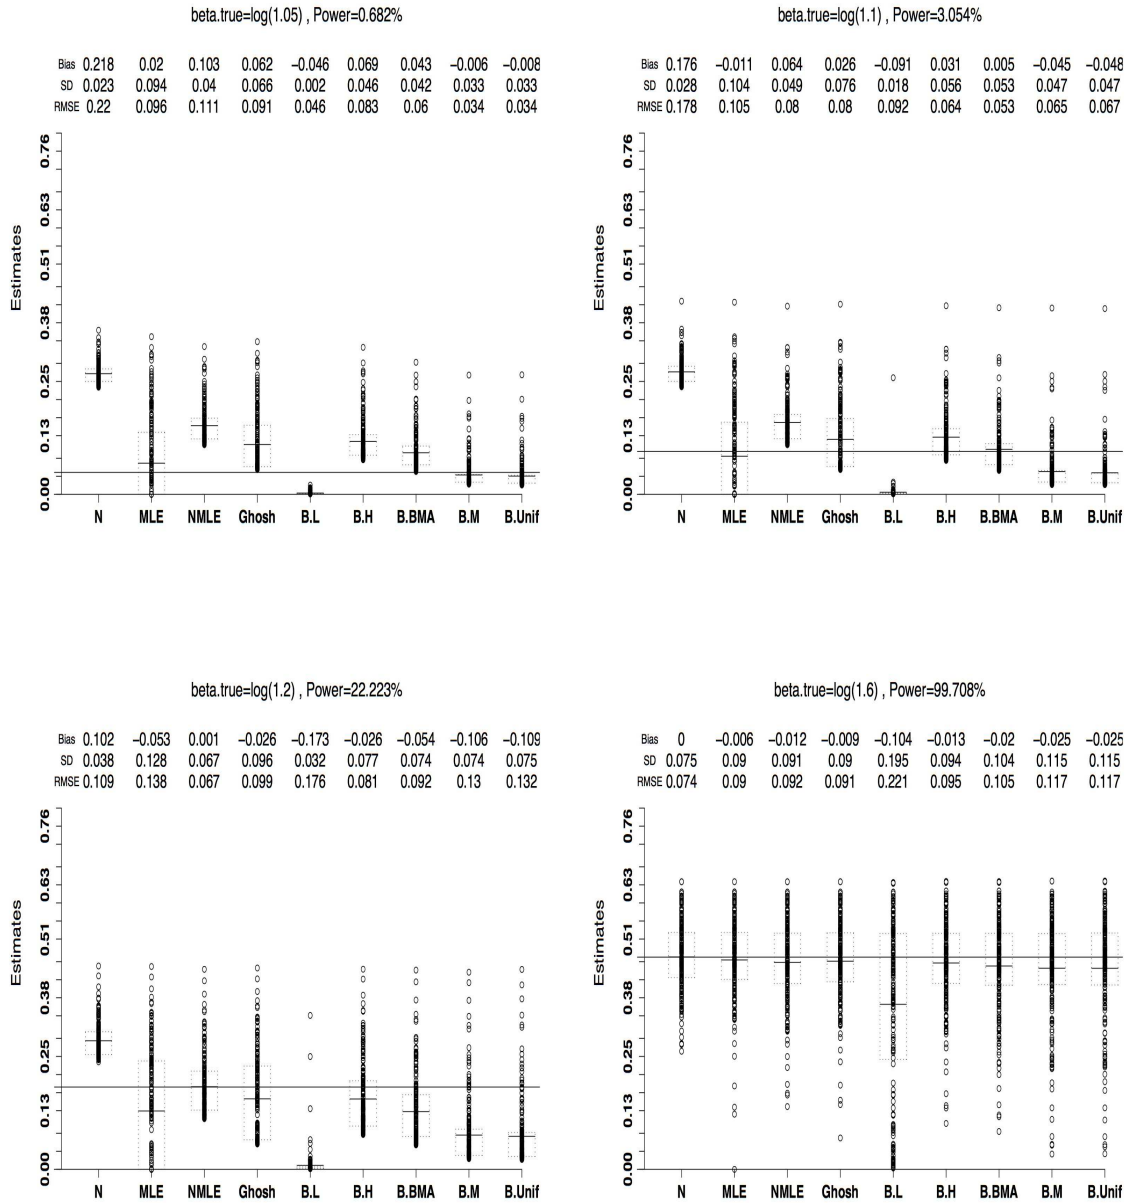 beta.true=log(1.05) , Power=0.682%
Bias 0.218 0.02 0.103 0.062 −0.046 0.069 0.043 −0.006 −0.008
SD 0.023 0.094 0.04 0.066 0.002 0.046 0.042 0.033 0.033
RMSE 0.22 0.096 0.111 0.091 0.046 0.083 0.06 0.034 0.034
Estimates
0.76
0.63
0.51
0.38
0.25
0.13
0.00
N MLE NMLE Ghosh B.L B.H B.BMA B.M B.Unif
beta.true=log(1.1) , Power=3.054%
Bias 0.176 −0.011 0.064 0.026 −0.091 0.031 0.005 −0.045 −0.048
SD 0.028 0.104 0.049 0.076 0.018 0.056 0.053 0.047 0.047
RMSE 0.178 0.105 0.08 0.08 0.092 0.064 0.053 0.065 0.067
Estimates
0.76
0.63
0.51
0.38
0.25
0.13
0.00
N MLE NMLE Ghosh B.L B.H B.BMA B.M B.Unif
beta.true=log(1.2) , Power=22.223%
Bias 0.102 −0.053 0.001 −0.026 −0.173 −0.026 −0.054 −0.106 −0.109
SD 0.038 0.128 0.067 0.096 0.032 0.077 0.074 0.074 0.075
RMSE 0.109 0.138 0.067 0.099 0.176 0.081 0.092 0.13 0.132
Estimates
0.76
0.63
0.51
0.38
0.25
0.13
0.00
N MLE NMLE Ghosh B.L B.H B.BMA B.M B.Unif
beta.true=log(1.6) , Power=99.708%
Bias 0 −0.006 −0.012 −0.009 −0.104 −0.013 −0.02 −0.025 −0.025
SD 0.075 0.09 0.091 0.09 0.195 0.094 0.104 0.115 0.115
RMSE 0.074 0.09 0.092 0.091 0.221 0.095 0.105 0.117 0.117
Estimates
0.76
0.63
0.51
0.38
0.25
0.13
0.00
N MLE NMLE Ghosh B.L B.H B.BMA B.M B.Unif